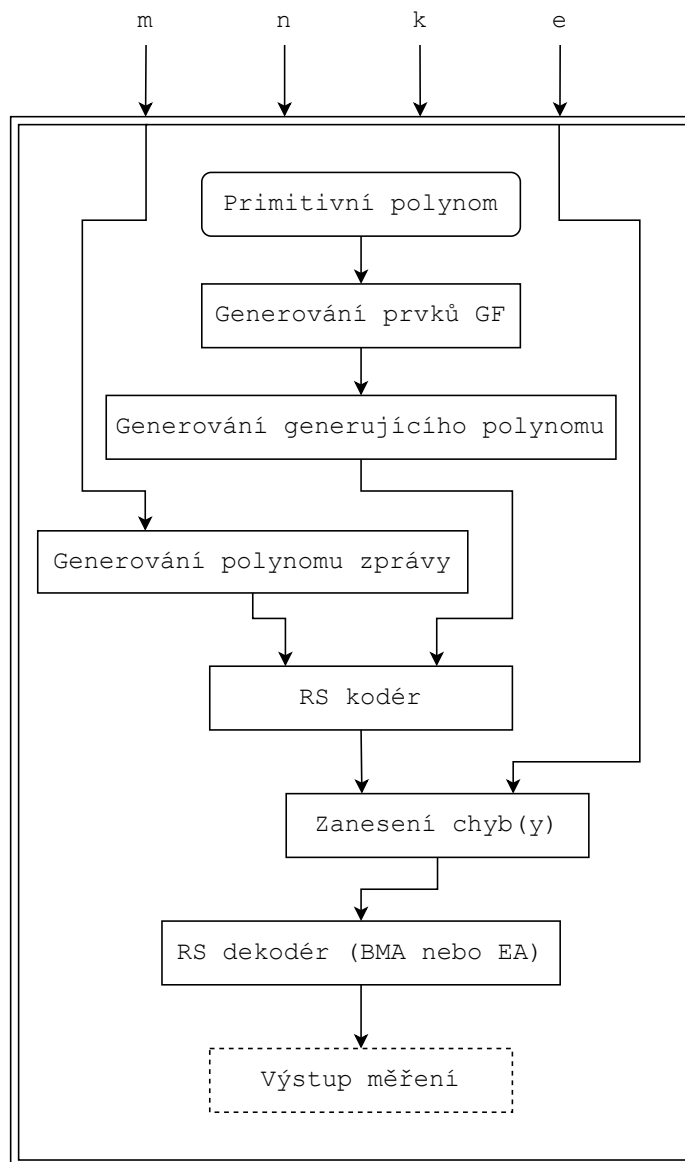 m n k e
Primitivní polynom
Generování prvků GF
Generování generujícího polynomu
Generování polynomu zprávy
RS kodér
Zanesení chyb(y)
RS dekodér (BMA nebo EA)
Výstup měření